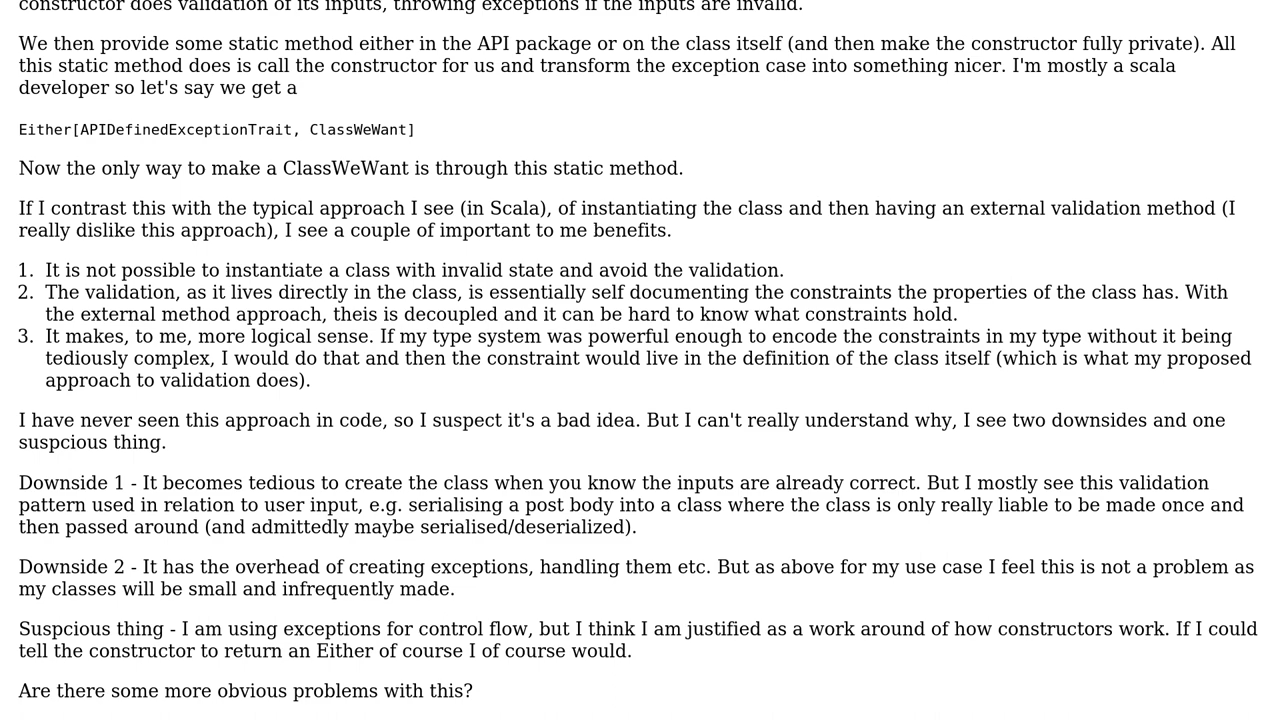 constructor does validation of its inputs, throwing exceptions if the inputs are invalid.
We then provide some static method either in the API package or on the class itself (and then make the constructor fully private). All
this static method does is call the constructor for us and transform the exception case into something nicer. I'm mostly a scala
developer so let's say we get a
Either[APIDefinedExceptionTrait, ClassWeWant]
Now the only way to make a ClassWeWant is through this static method.
If I contrast this with the typical approach I see (in Scala), of instantiating the class and then having an external validation method (I
really dislike this approach), I see a couple of important to me benefits.
1. It is not possible to instantiate a class with invalid state and avoid the validation.
2. The validation, as it lives directly in the class, is essentially self documenting the constraints the properties of the class has. With
the external method approach, theis is decoupled and it can be hard to know what constraints hold.
3. It makes, to me, more logical sense. If my type system was powerful enough to encode the constraints in my type without it being
tediously complex, I would do that and then the constraint would live in the definition of the class itself (which is what my proposed
approach to validation does).
I have never seen this approach in code, so I suspect it's a bad idea. But I can't really understand why, I see two downsides and one
suspcious thing.
Downside 1 - It becomes tedious to create the class when you know the inputs are already correct. But I mostly see this validation
pattern used in relation to user input, e.g. serialising a post body into a class where the class is only really liable to be made once and
then passed around (and admittedly maybe serialised/deserialized).
Downside 2 - It has the overhead of creating exceptions, handling them etc. But as above for my use case I feel this is not a problem as
my classes will be small and infrequently made.
Suspcious thing - I am using exceptions for control flow, but I think I am justified as a work around of how constructors work. If I could
tell the constructor to return an Either of course I of course would.
Are there some more obvious problems with this?